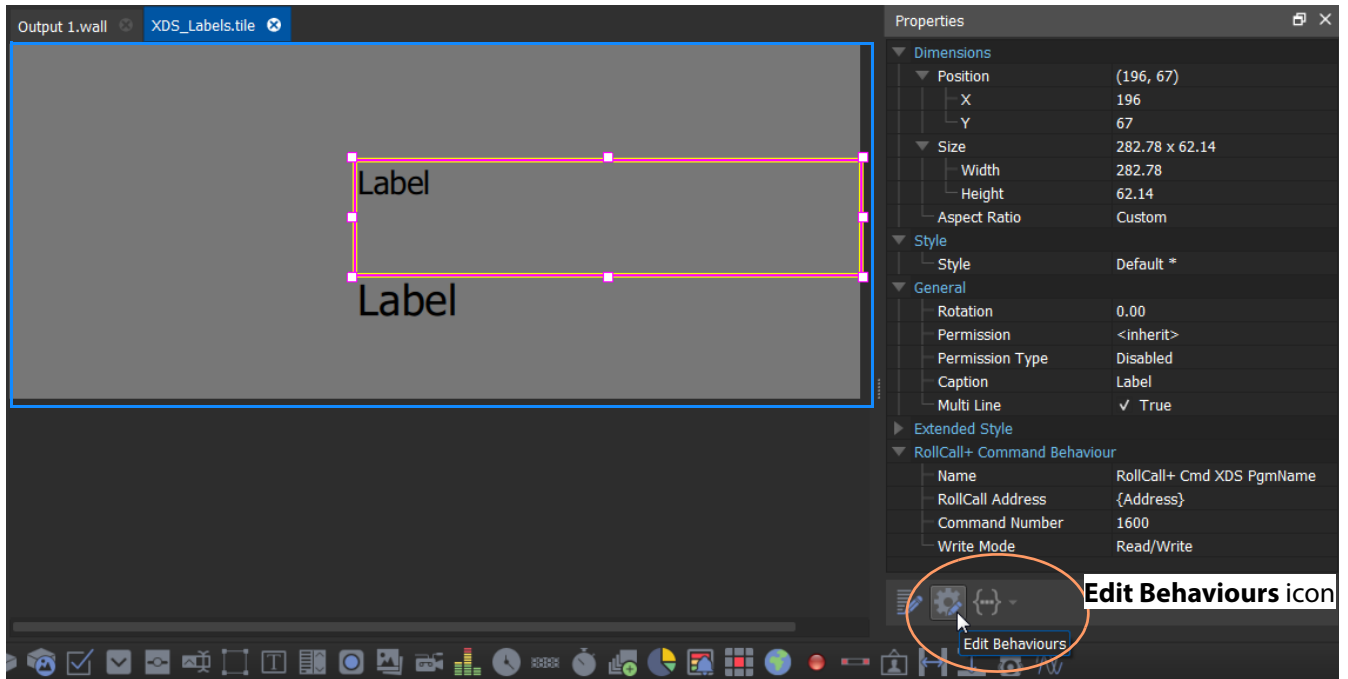 Output 1.wall XDS_Labels.tile
Label
Label
Properties
Dimensions
Position (196, 67)
X 196
Y 67
Size 282.78 x 62.14
Width 282.78
Height 62.14
Aspect Ratio Custom
Style
Style Default *
General
Rotation 0.00
Permission <inherit>
Permission Type Disabled
Caption Label
Multi Line ✓ True
Extended Style
RollCall+ Command Behaviour
Name RollCall+ Cmd XDS PgmName
RollCall Address {Address}
Command Number 1600
Write Mode Read/Write
Edit Behaviours icon
Edit Behaviours